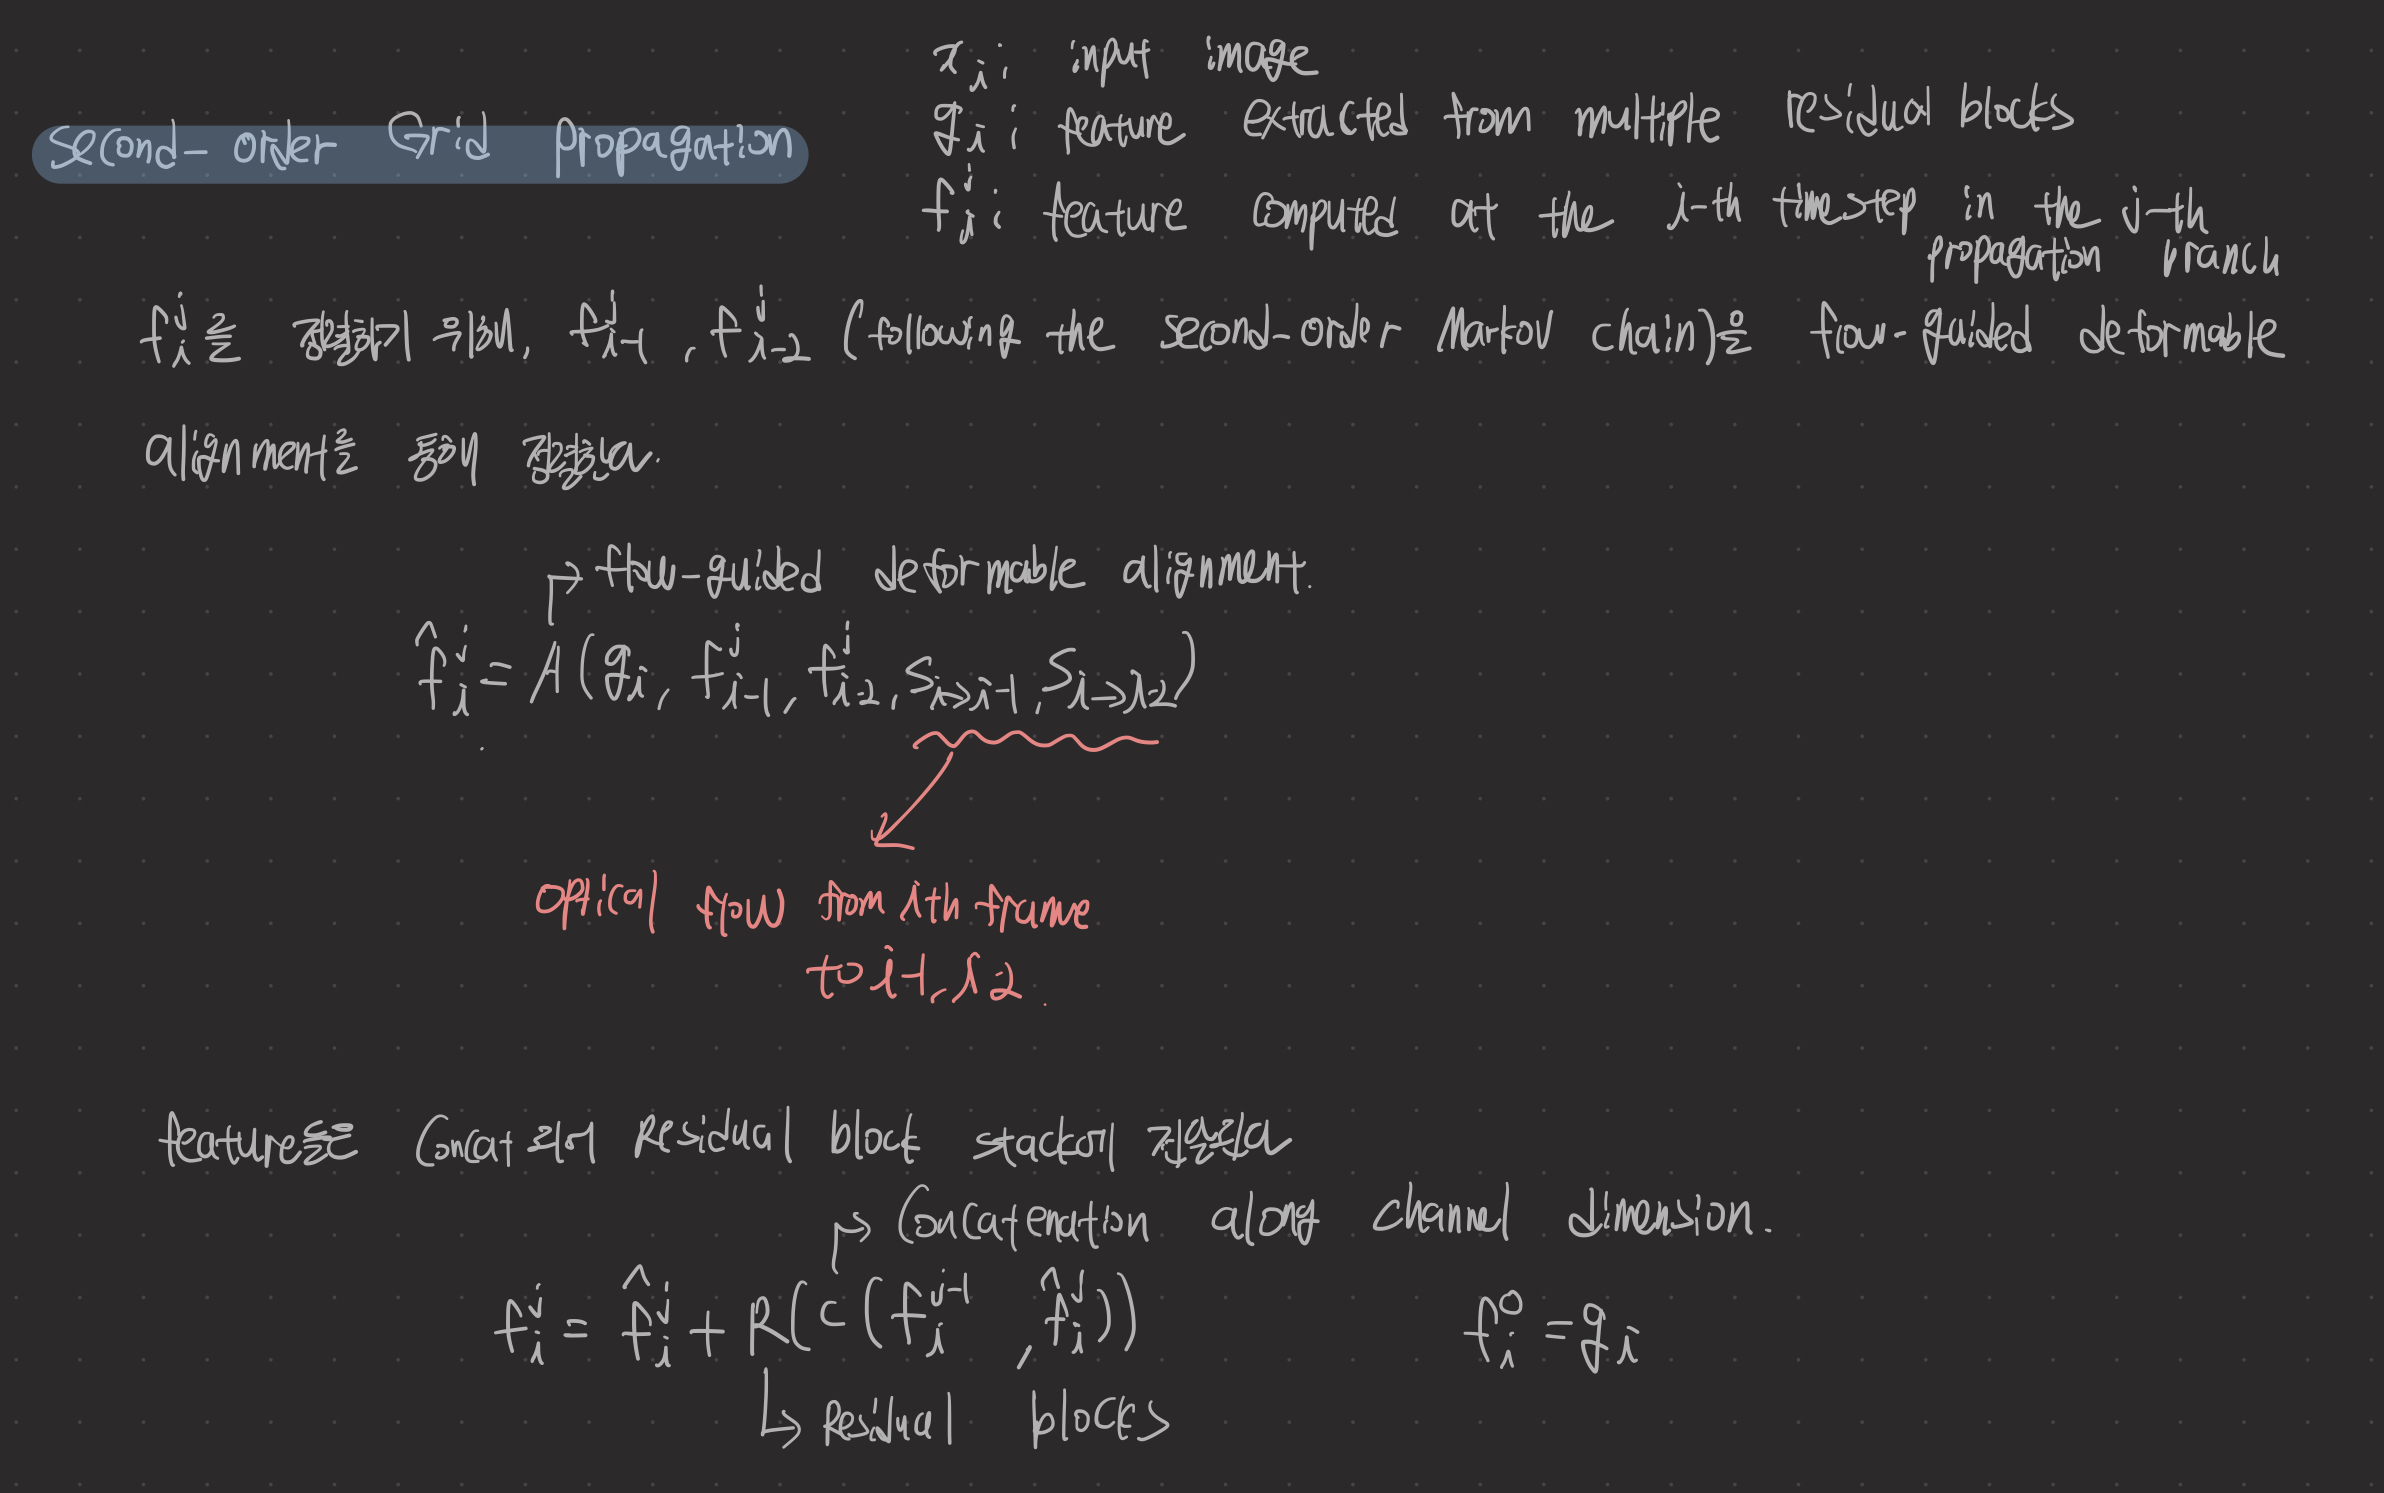 x_i : input image
Second-order Grid propagation
g_i : feature extracted from multiple residual blocks
f_i^j : feature computed at the i-th timestep in the j-th
propagation branch
f_i^j를 정렬하기 위해, f_{i-1}^j, f_{i-2}^j (following the second-order Markov chain)은 flow-guided deformable
alignment를 통해 정렬된다.
→ flow-guided deformable alignment.
\hat{f}_i^j = A(g_i, f_{i-1}^j, f_{i-2}^j, s_{i→i-1}, s_{i→i-2})
optical flow from ith frame
to i-1, i-2.
feature들은 concat되어 Residual block stack에 전달된다
→ Concatenation along channel dimension.
f_i^j = \hat{f}_i^j + R(c(f_i^{j-1}, \hat{f}_i^j)) f_i^0 = g_i
↳ Residual blocks